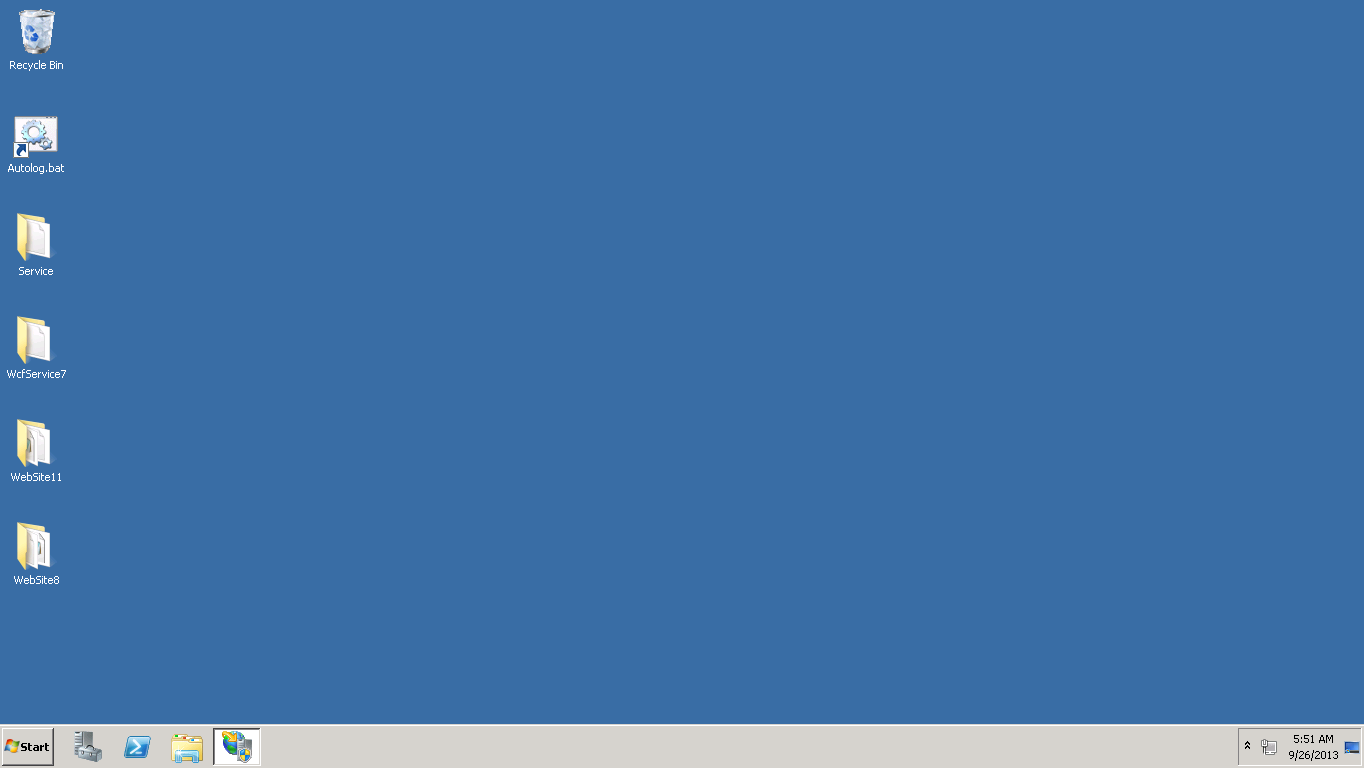 Recycle Bin
Autolog.bat
Service
WcfService7
WebSite11
WebSite8
Start
5:51 AM
9/26/2013